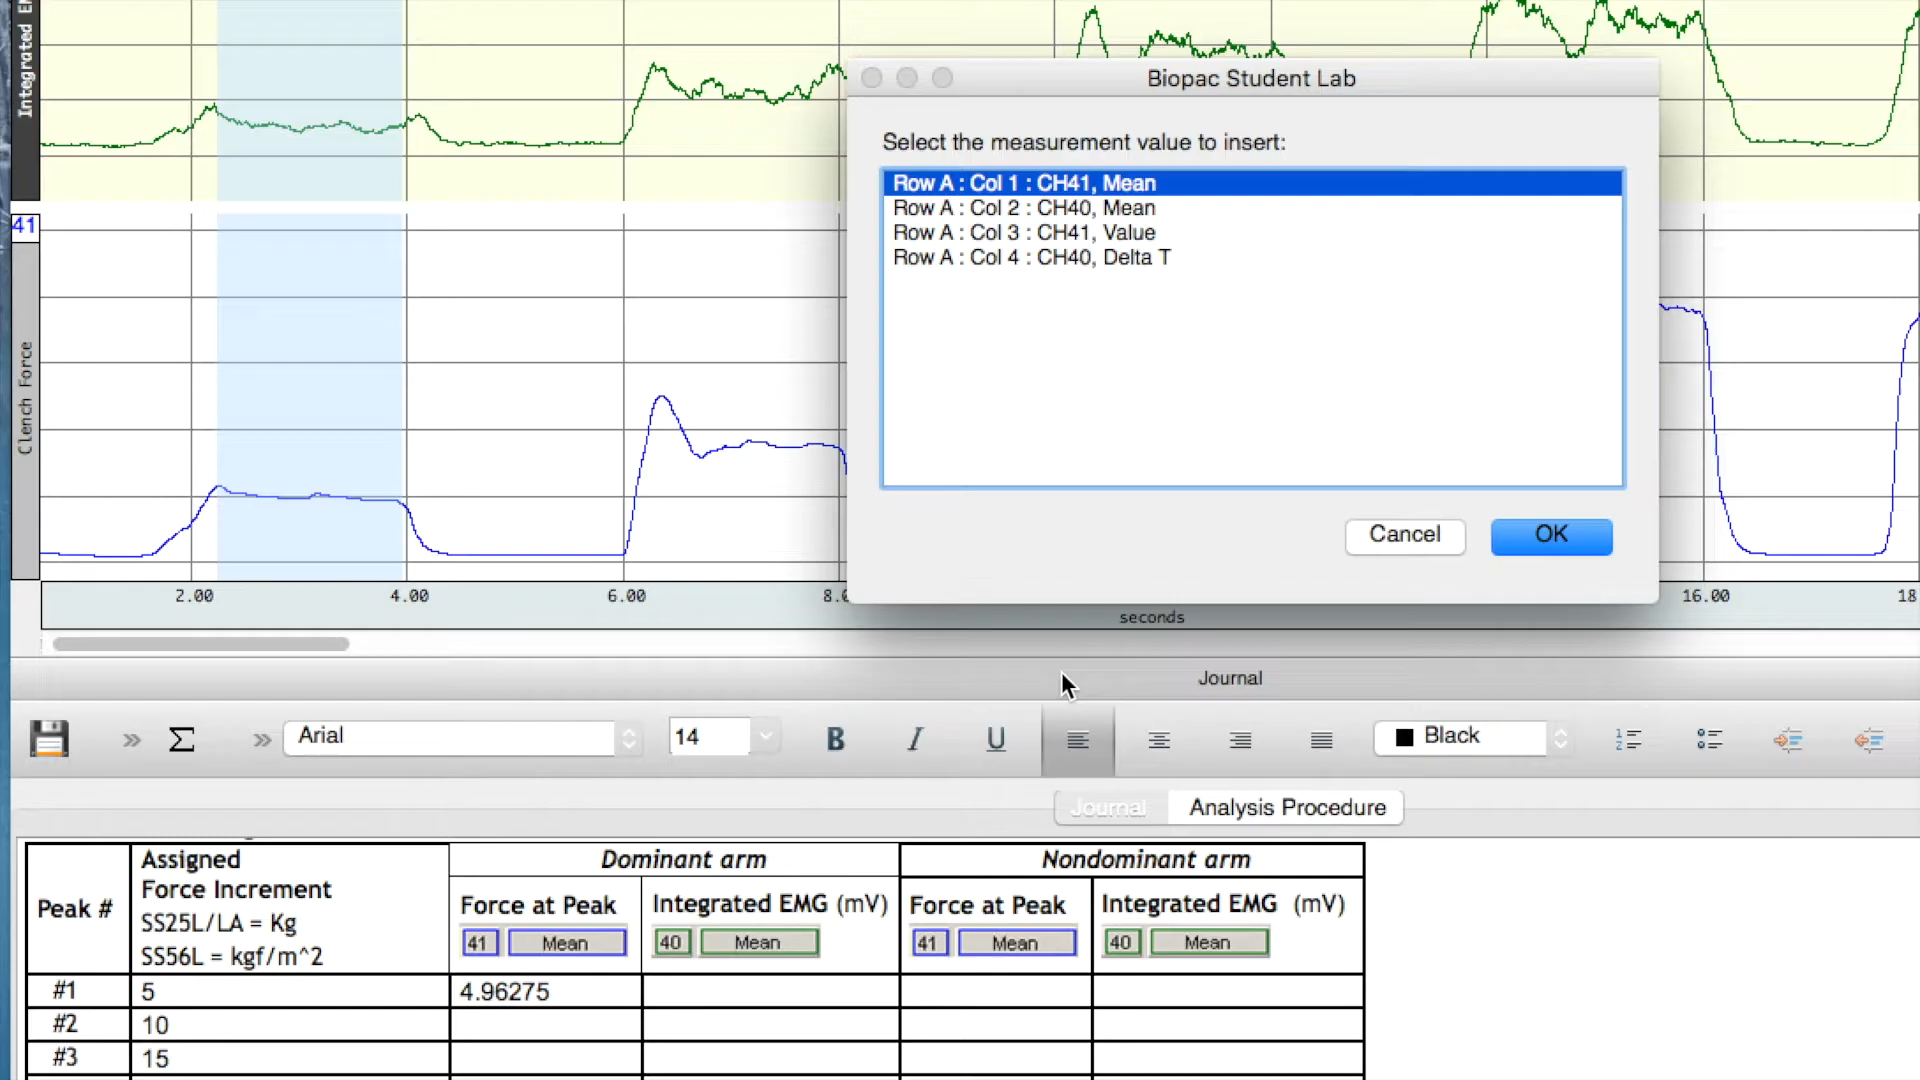 Integrated EM
Biopac Student Lab
Select the measurement value to insert:
Row A : Col 1 : CH41, Mean
Row A : Col 2 : CH40, Mean
Row A : Col 3 : CH41, Value
Row A : Col 4 : CH40, Delta T
Cancel
OK
41
Clench Force
2.00 4.00 6.00 8.0 16.00 18
seconds
Journal
Arial 14 B I U Black
Journal Analysis Procedure
Peak #
Assigned
Force Increment
SS25L/LA = Kg
SS56L = kgf/m^2
Dominant arm
Nondominant arm
Force at Peak
41 Mean
Integrated EMG (mV)
40 Mean
Force at Peak
41 Mean
Integrated EMG (mV)
40 Mean
#1 5 4.96275
#2 10
#3 15